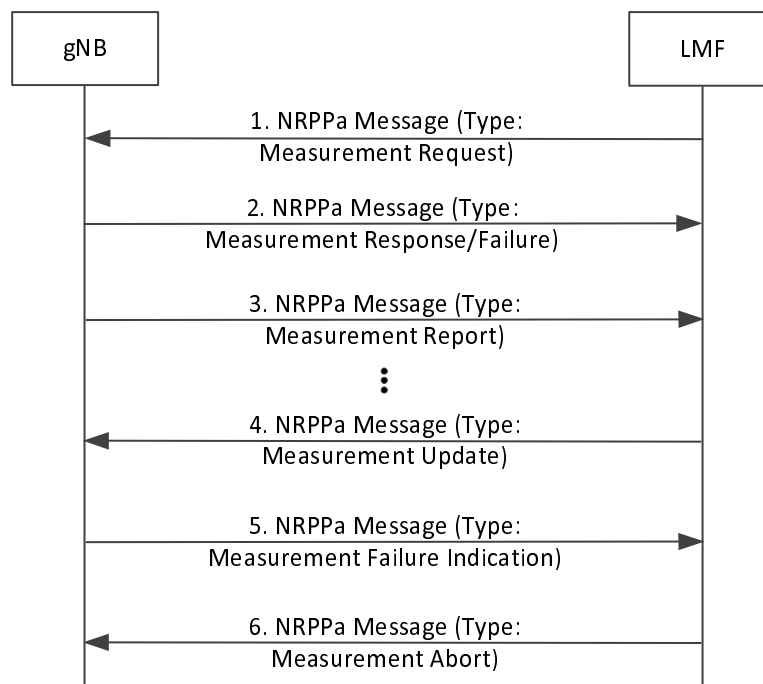 gNB
LMF
1. NRPPa Message (Type:
Measurement Request)
2. NRPPa Message (Type:
Measurement Response/Failure)
3. NRPPa Message (Type:
Measurement Report)
4. NRPPa Message (Type:
Measurement Update)
5. NRPPa Message (Type:
Measurement Failure Indication)
6. NRPPa Message (Type:
Measurement Abort)